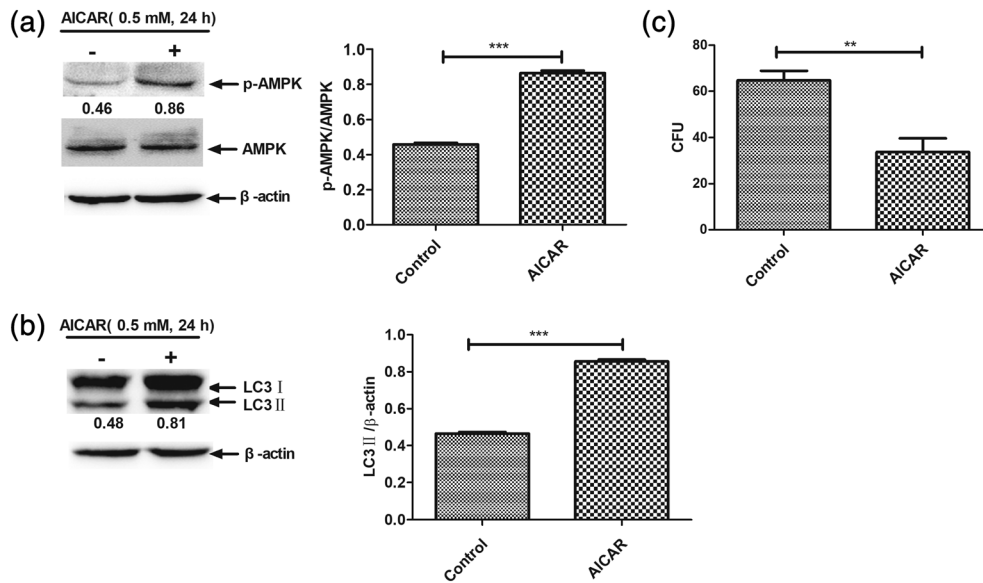 (a)
AICAR( 0.5 mM, 24 h)
- +
p-AMPK
0.46 0.86
AMPK
β -actin
p-AMPK/AMPK
1.0
0.8
0.6
0.4
0.2
0.0
***
Control
AICAR
(c)
CFU
80
60
40
20
0
**
Control
AICAR
(b)
AICAR( 0.5 mM, 24 h)
- +
LC3 Ⅰ
LC3 Ⅱ
0.48 0.81
β -actin
LC3Ⅱ/β-actin
1.0
0.8
0.6
0.4
0.2
0.0
***
Control
AICAR